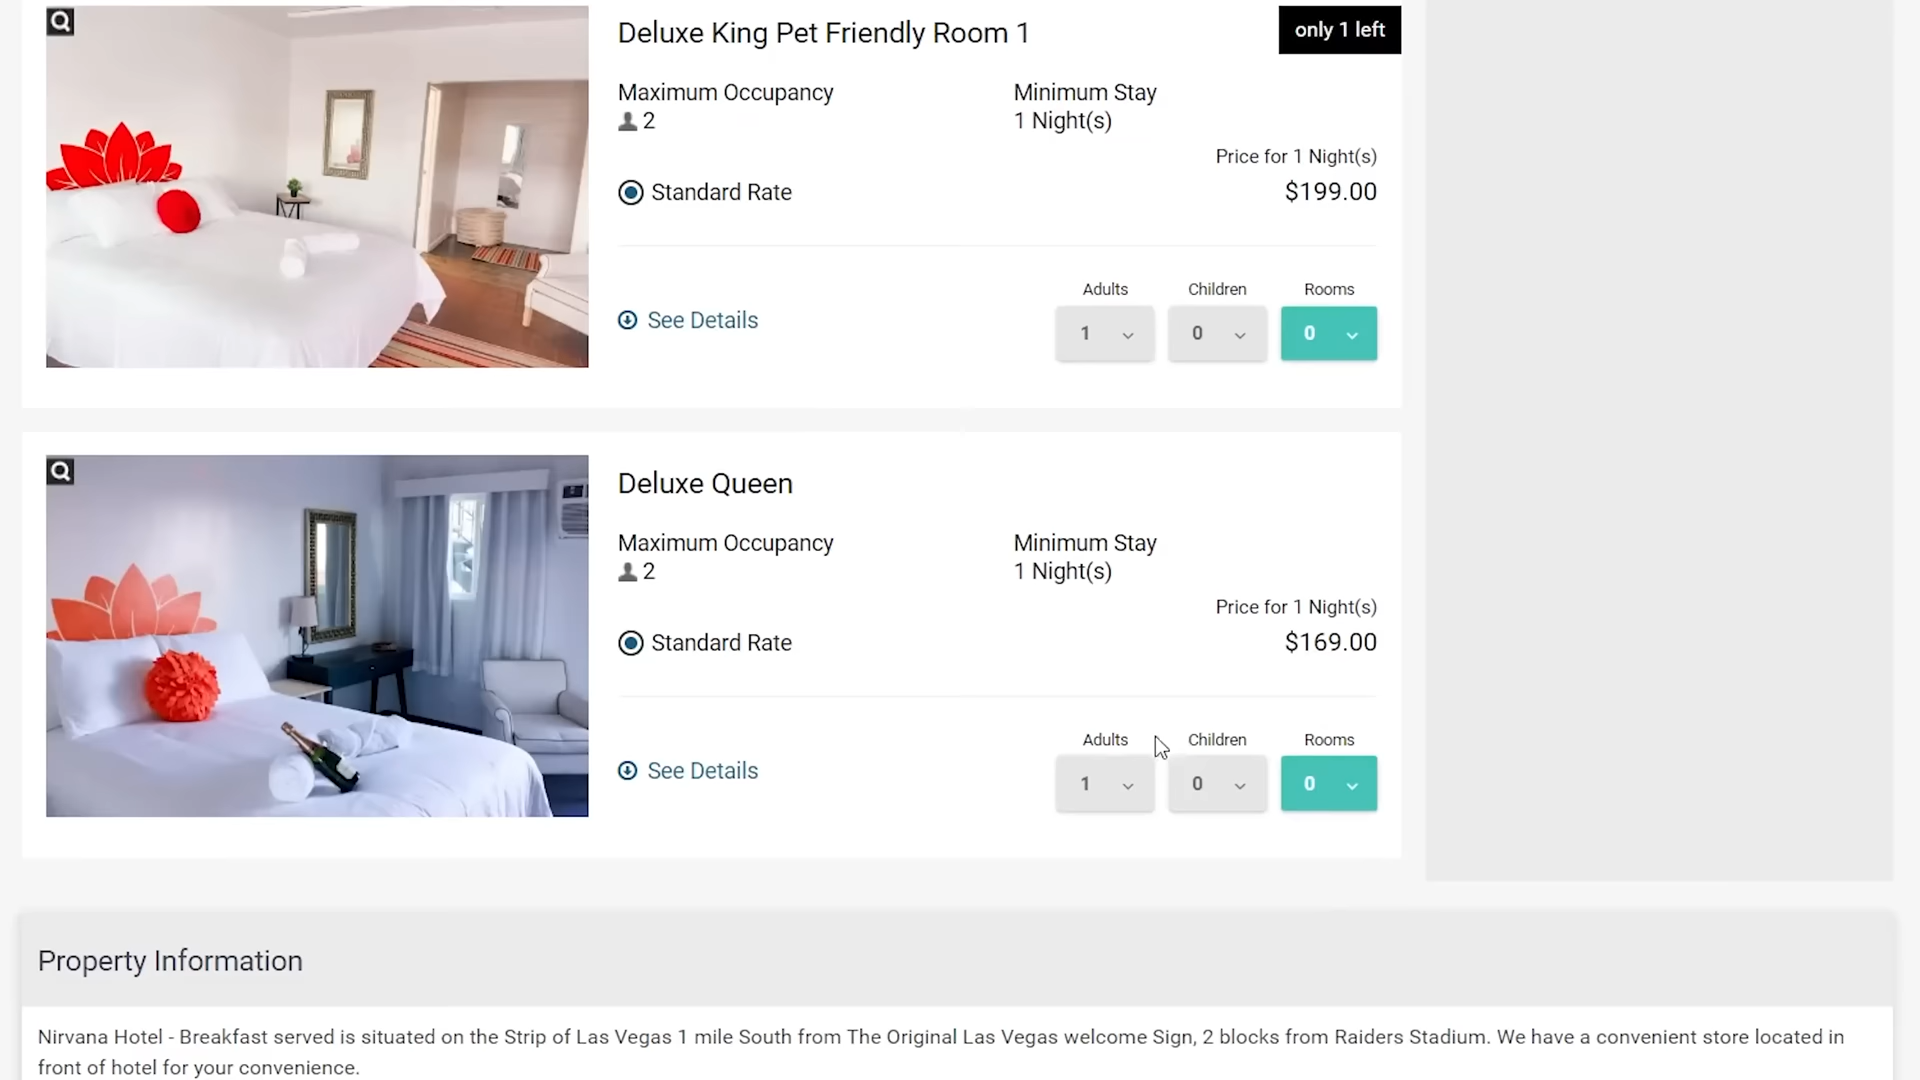 Deluxe King Pet Friendly Room 1
only 1 left
Maximum Occupancy
2
Minimum Stay
1 Night(s)
Price for 1 Night(s)
Standard Rate
$199.00
Adults
Children
Rooms
See Details
1
0
0
Deluxe Queen
Maximum Occupancy
2
Minimum Stay
1 Night(s)
Price for 1 Night(s)
Standard Rate
$169.00
Adults
Children
Rooms
See Details
1
0
0
Property Information
Nirvana Hotel - Breakfast served is situated on the Strip of Las Vegas 1 mile South from The Original Las Vegas welcome Sign, 2 blocks from Raiders Stadium. We have a convenient store located in
front of hotel for your convenience.